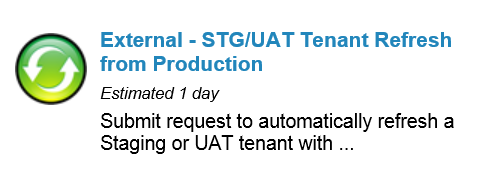 External - STG/UAT Tenant Refresh
from Production
Estimated 1 day
Submit request to automatically refresh a
Staging or UAT tenant with ...